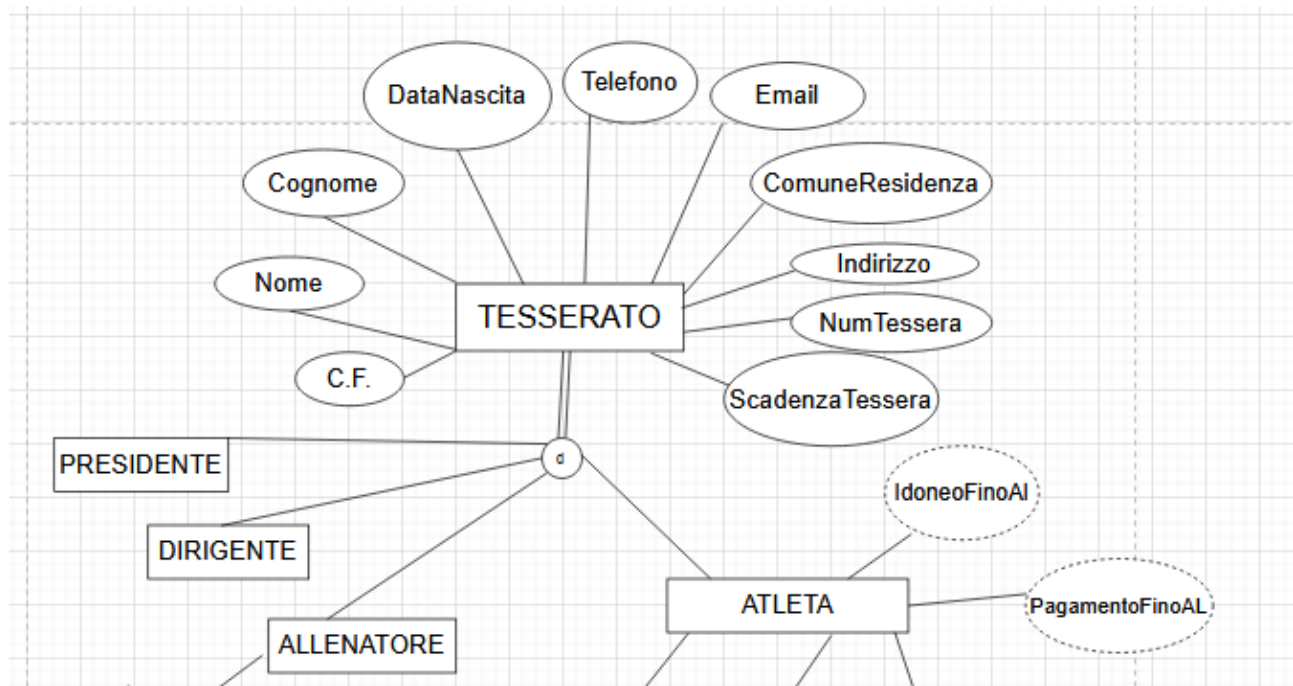 DataNascita
Telefono
Email
Cognome
ComuneResidenza
Nome
Indirizzo
TESSERATO
NumTessera
C.F.
ScadenzaTessera
PRESIDENTE
d
IdoneoFinoAl
DIRIGENTE
ATLETA
PagamentoFinoAL
ALLENATORE